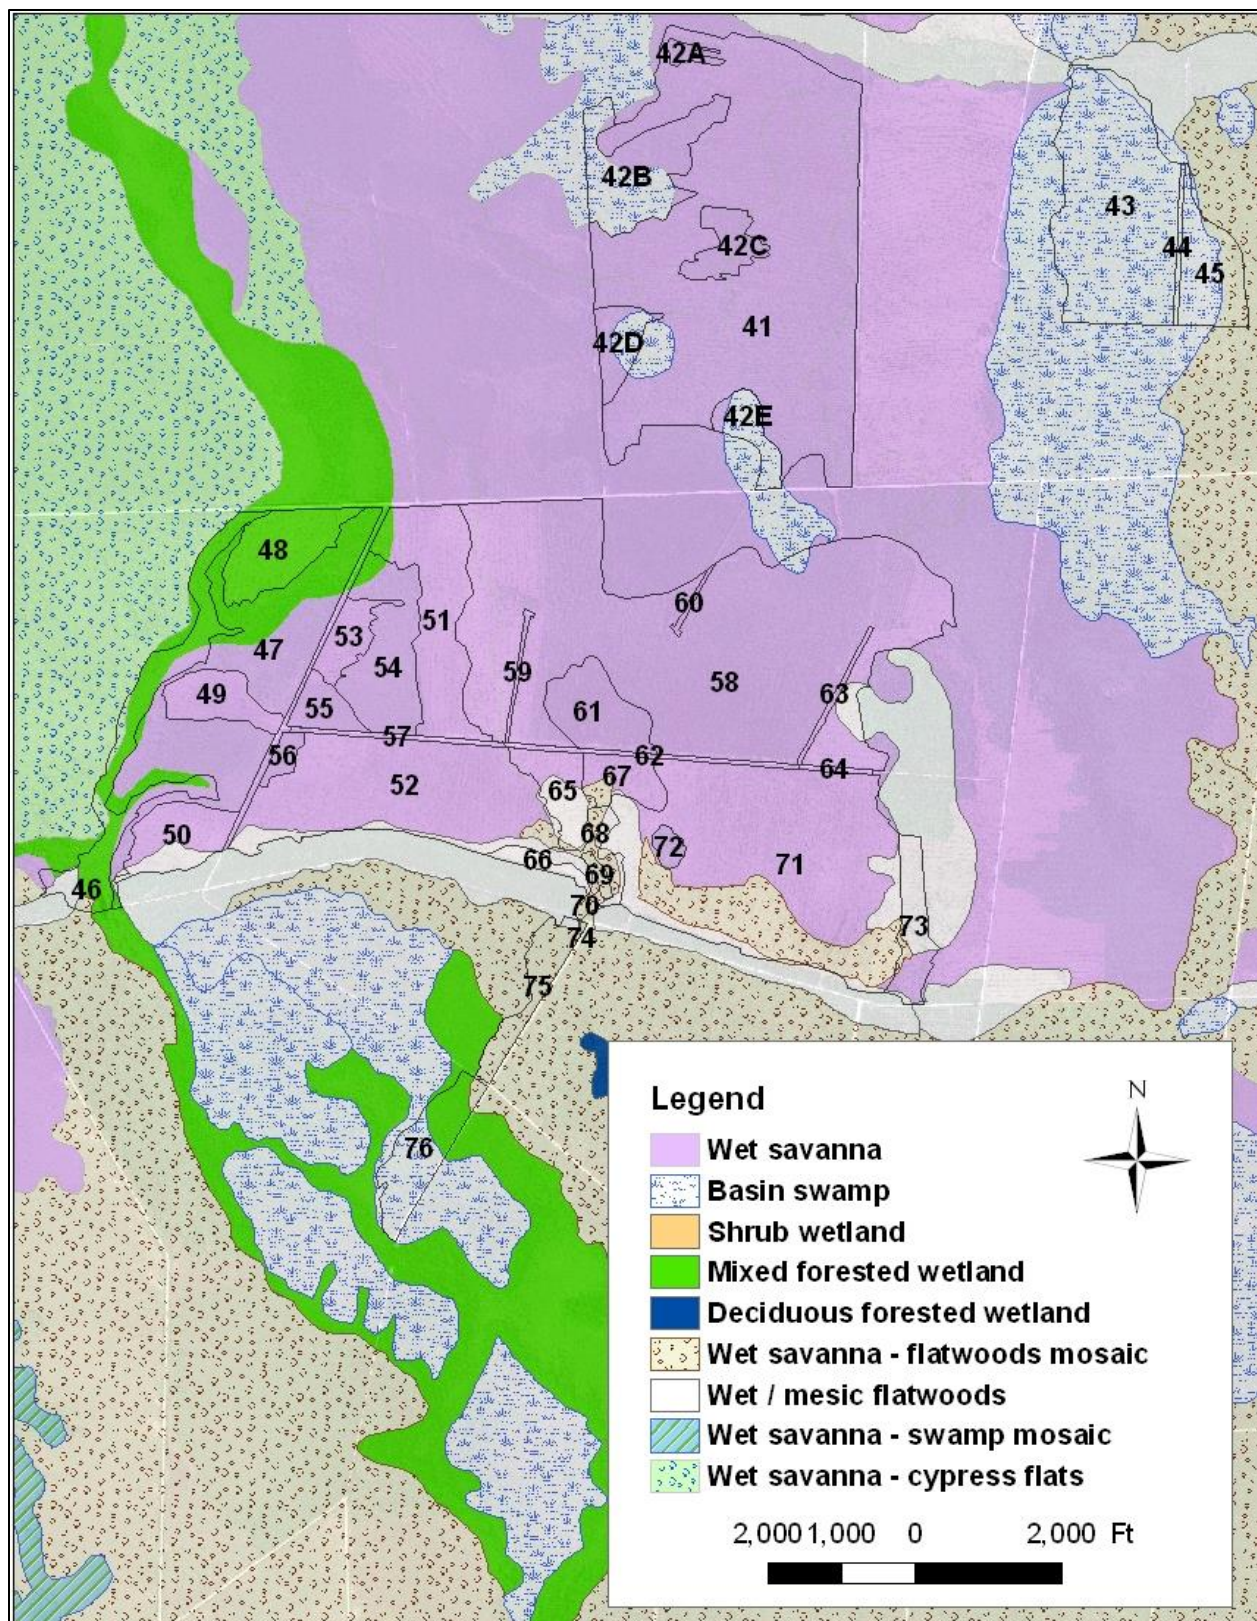 42A
42B
43
42C
44
45
41
42D
42E
48
60
51
53
47
54
59
58
49
63
55
61
57
56
62
64
67
52
65
50
68
72
66
71
69
46
70
73
74
75
76
N
Legend
Wet savanna
Basin swamp
Shrub wetland
Mixed forested wetland
Deciduous forested wetland
Wet savanna - flatwoods mosaic
Wet / mesic flatwoods
Wet savanna - swamp mosaic
Wet savanna - cypress flats
2,000 1,000 0 2,000 Ft